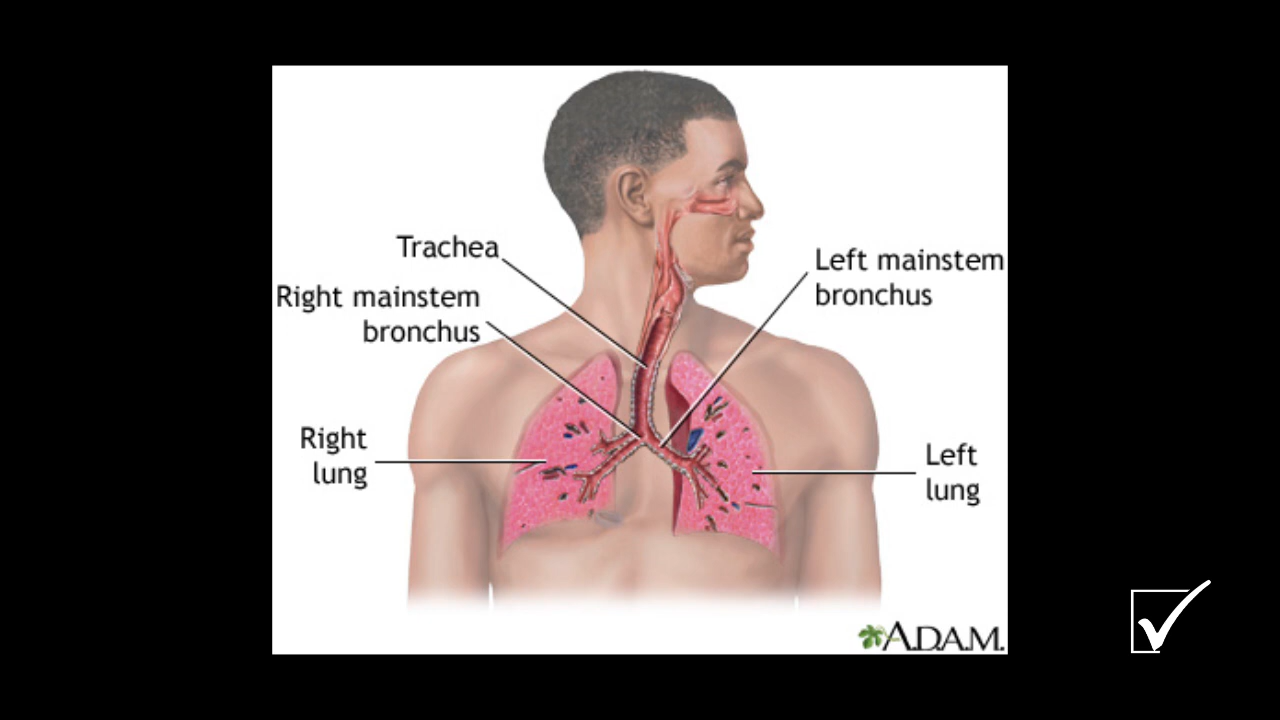 Trachea
Right mainstem
bronchus
Left mainstem
bronchus
Right
lung
Left
lung
A.D.A.M.